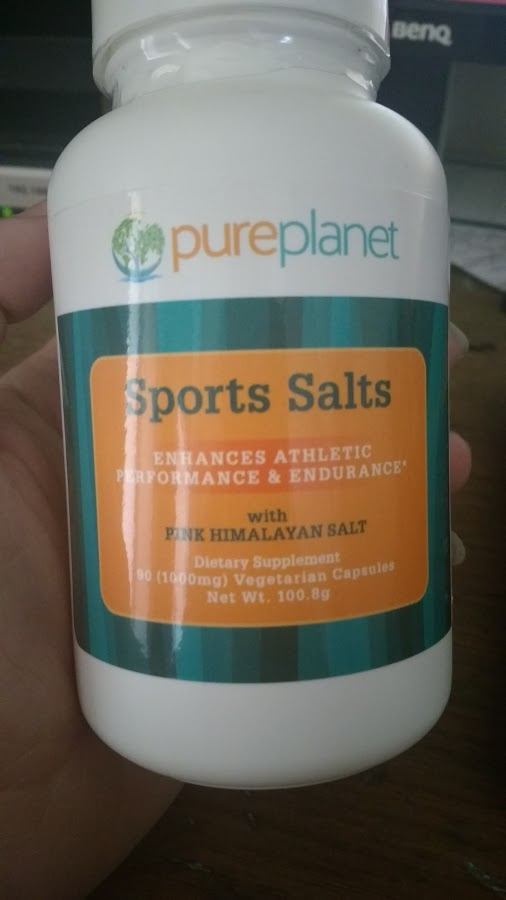 BenQ
pureplanet
Sports Salts
ENHANCES ATHLETIC
PERFORMANCE & ENDURANCE*
with
PINK HIMALAYAN SALT
Dietary Supplement
90 (1000mg) Vegetarian Capsules
Net Wt. 100.8g